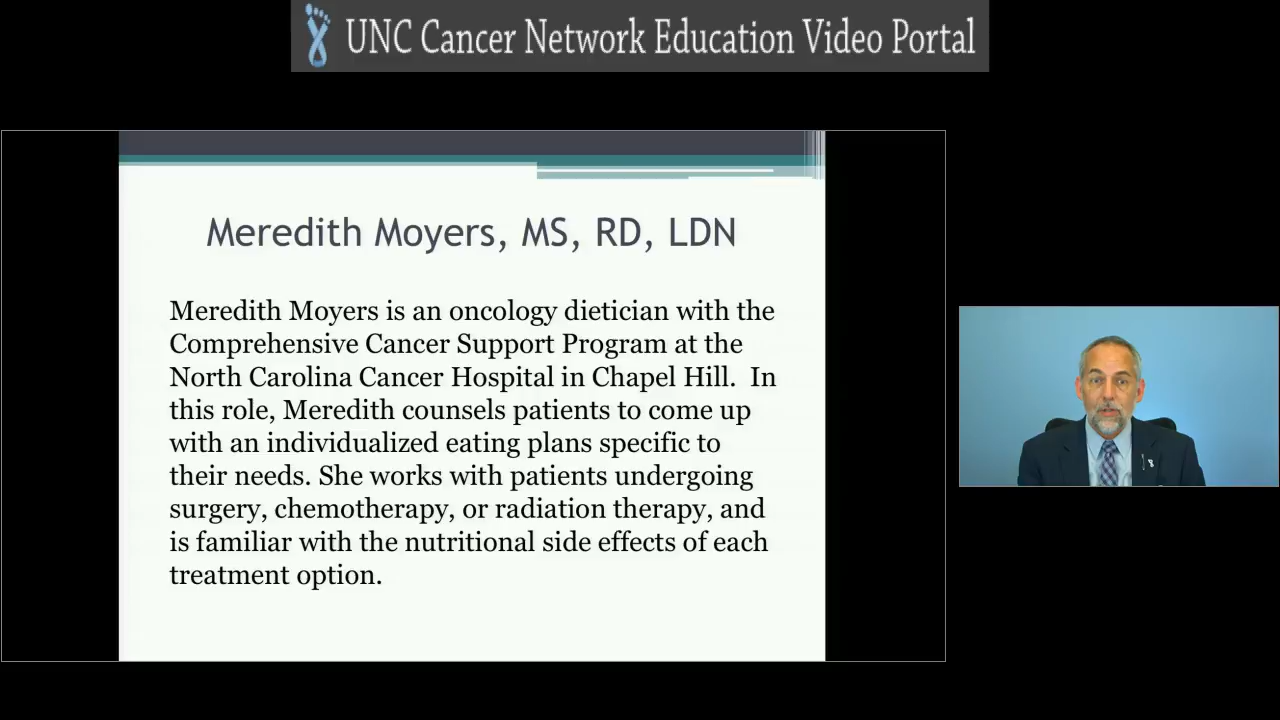 UNC Cancer Network Education Video Portal
Meredith Moyers, MS, RD, LDN
Meredith Moyers is an oncology dietician with the
Comprehensive Cancer Support Program at the
North Carolina Cancer Hospital in Chapel Hill.  In
this role, Meredith counsels patients to come up
with an individualized eating plans specific to
their needs. She works with patients undergoing
surgery, chemotherapy, or radiation therapy, and
is familiar with the nutritional side effects of each
treatment option.